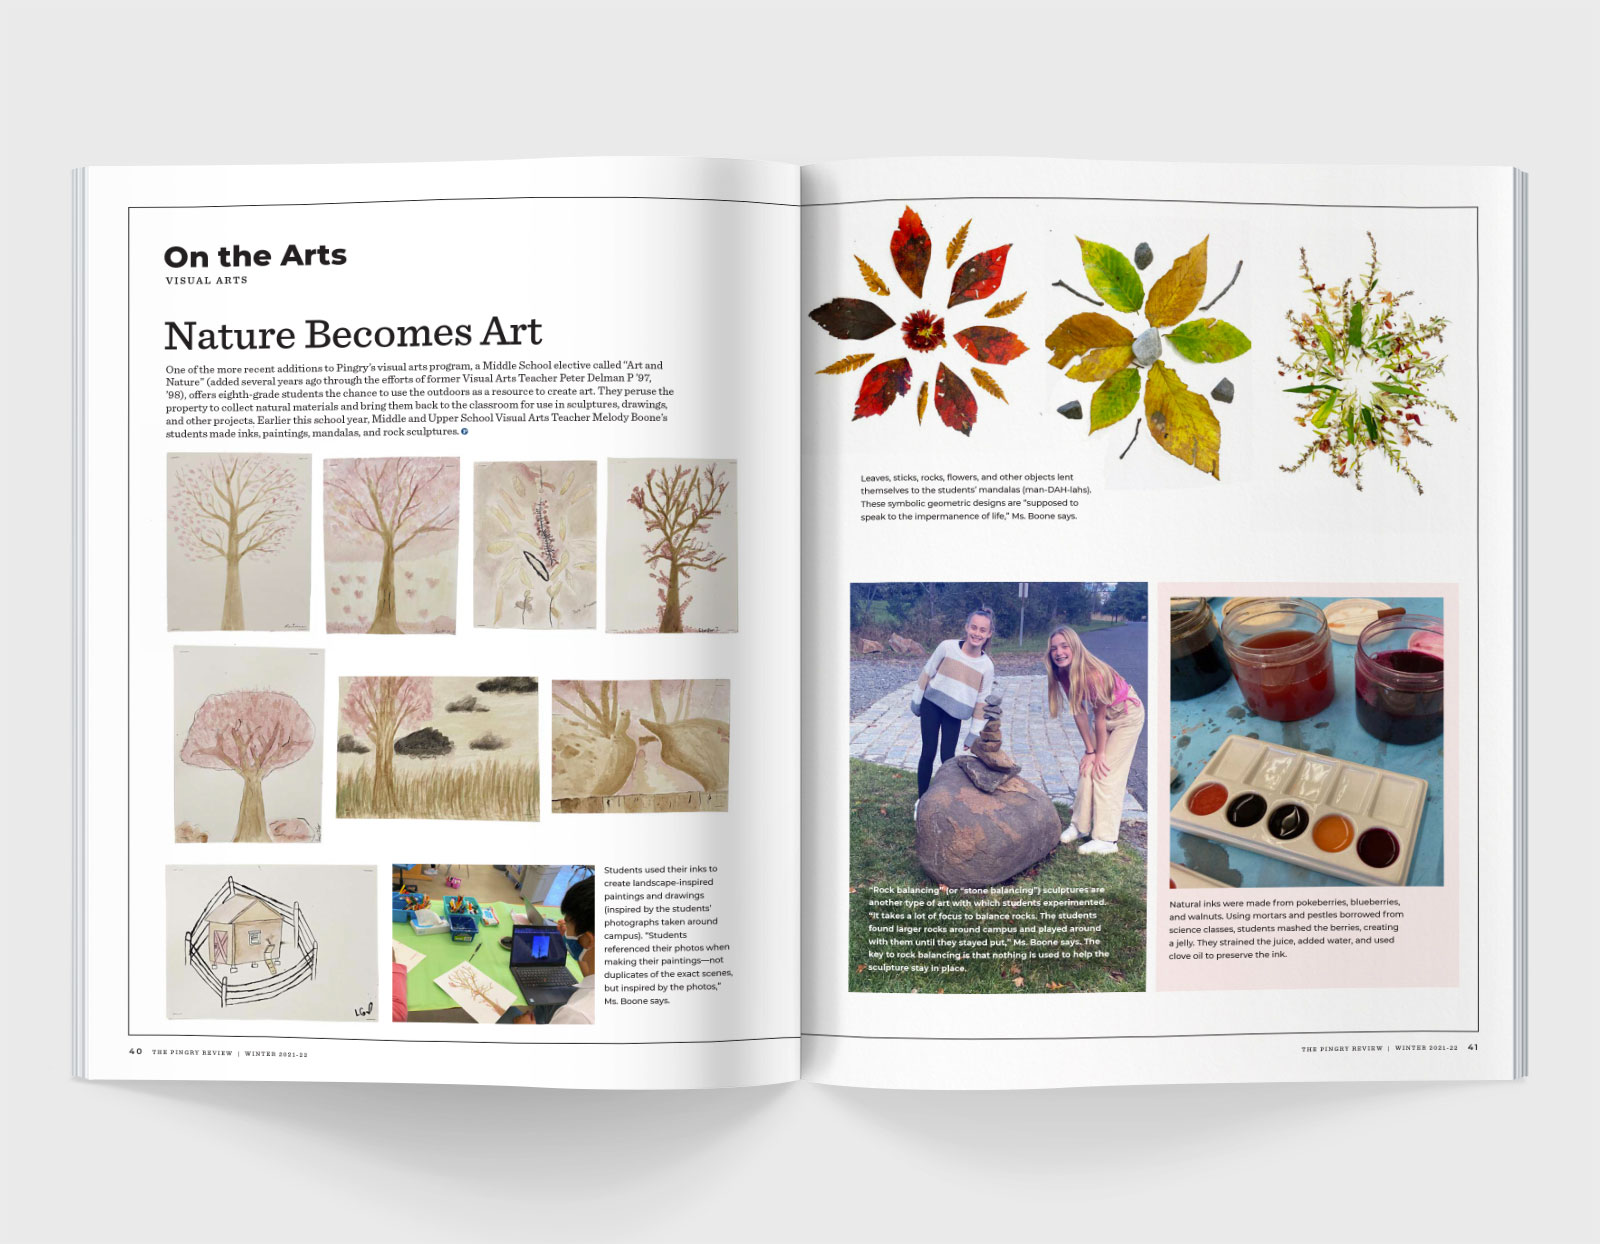 On the Arts
VISUAL ARTS
Nature Becomes Art
One of the more recent additions to Pingry's visual arts program, a Middle School elective called "Art and
Nature" (added several years ago through the efforts of former Visual Arts Teacher Peter Delman P '97,
'98), offers eighth-grade students the chance to use the outdoors as a resource to create art. They peruse the
property to collect natural materials and bring them back to the classroom for use in sculptures, drawings,
and other projects. Earlier this school year, Middle and Upper School Visual Arts Teacher Melody Boone's
students made inks, paintings, mandalas, and rock sculptures.
Students used their inks to
create landscape-inspired
paintings and drawings
(inspired by the students'
photographs taken around
campus). "Students
referenced their photos when
making their paintings—not
duplicates of the exact scenes,
but inspired by the photos,"
Ms. Boone says.
40 THE PINGRY REVIEW | WINTER 2021-22
Leaves, sticks, rocks, flowers, and other objects lent
themselves to the students' mandalas (man-DAH-lahs).
These symbolic geometric designs are "supposed to
speak to the impermanence of life," Ms. Boone says.
"Rock balancing" (or "stone balancing") sculptures are
another type of art with which students experimented.
"It takes a lot of focus to balance rocks. The students
found larger rocks around campus and played around
with them until they stayed put," Ms. Boone says. The
key to rock balancing is that nothing is used to help the
sculpture stay in place.
Natural inks were made from pokeberries, blueberries,
and walnuts. Using mortars and pestles borrowed from
science classes, students mashed the berries, creating
a jelly. They strained the juice, added water, and used
clove oil to preserve the ink.
THE PINGRY REVIEW | WINTER 2021-22 41